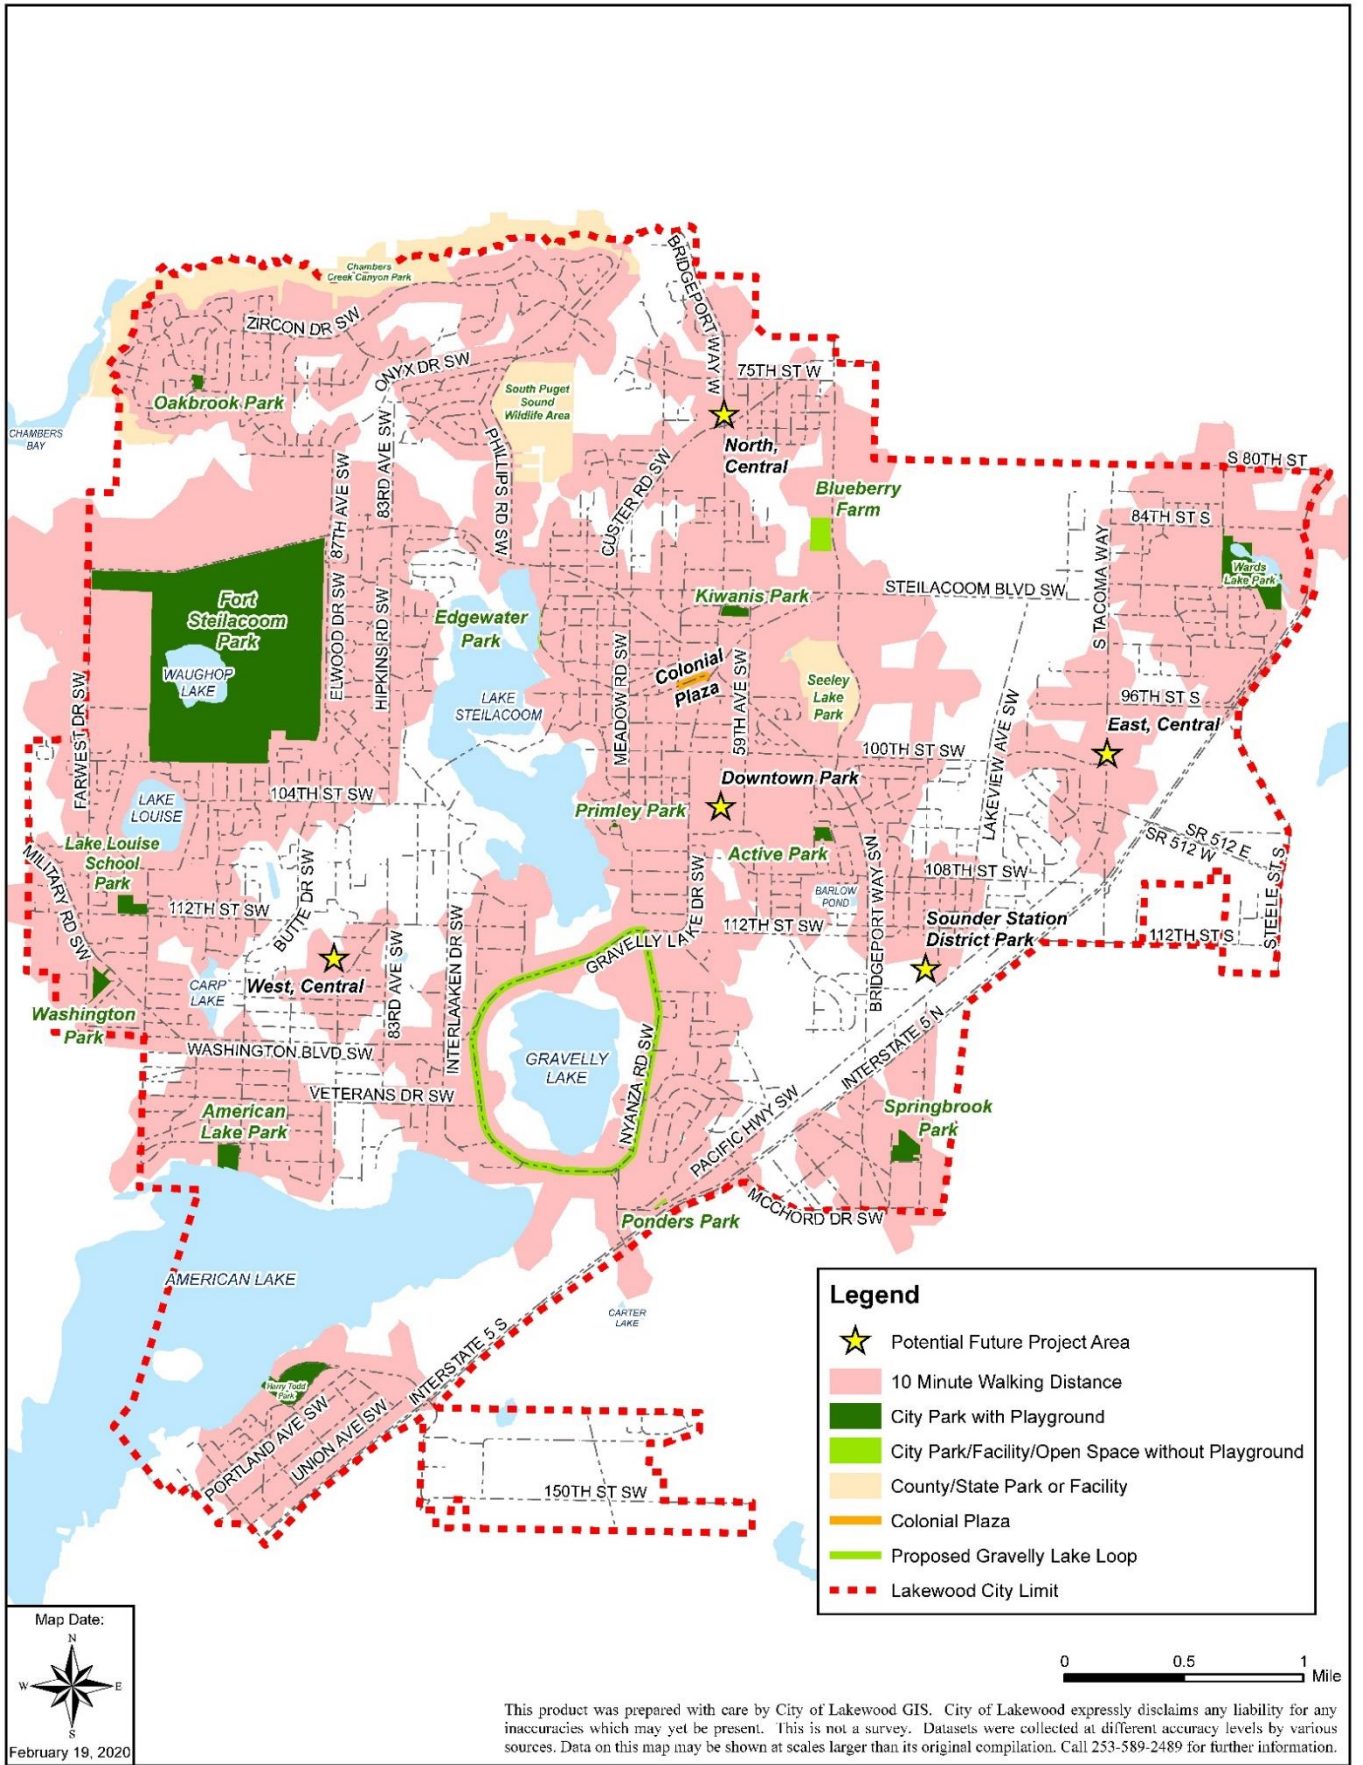 BRIDGEPORT WAY W
Chambers
Creek Canyon Park
ZIRCON DR SW
ONYX DR SW
75TH ST W
Oakbrook Park
South Puget
Sound
Wildlife Area
CHAMBERS
BAY
83RD AVE SW
PHILLIPS RD SW
North,
Central
CUSTER RD SW
S 80TH ST
87TH AVE SW
Blueberry
Farm
84TH ST S
S TACOMA WAY
Wards
Lake Park
STEILACOOM BLVD SW
Fort
Steilacoom
Park
ELWOOD DR SW
HIPKINS RD SW
Edgewater
Park
Kiwanis Park
WAUGHOP
LAKE
LAKE
STEILACOOM
MEADOW RD SW
Colonial
Plaza
59TH AVE SW
Seeley
Lake
Park
96TH ST S
FARWEST DR SW
LAKEVIEW AVE SW
East, Central
100TH ST SW
Downtown Park
104TH ST SW
LAKE
LOUISE
Primley Park
Lake Louise
School
Park
Active Park
SR 512 E
SR 512 W
MILITARY RD SW
BUTTE DR SW
BRIDGEPORT WAY SW
108TH ST SW
STEELE ST S
BARLOW
POND
112TH ST SW
GRAVELLY LAKE DR SW
112TH ST SW
Sounder Station
District Park
112TH ST S
83RD AVE SW
INTERLAAKEN DR SW
CARP
LAKE
West, Central
Washington
Park
INTERSTATE 5 N
WASHINGTON BLVD SW
GRAVELLY
LAKE
NYANZA RD SW
VETERANS DR SW
American
Lake Park
PACIFIC HWY SW
Springbrook
Park
Ponders Park
MCCHORD DR SW
AMERICAN LAKE
CARTER
LAKE
INTERSTATE 5 S
Harry Todd
Park
PORTLAND AVE SW
UNION AVE SW
150TH ST SW
Legend
Potential Future Project Area
10 Minute Walking Distance
City Park with Playground
City Park/Facility/Open Space without Playground
County/State Park or Facility
Colonial Plaza
Proposed Gravelly Lake Loop
Lakewood City Limit
Map Date:
N
W E
S
February 19, 2020
0 0.5 1
Mile
This product was prepared with care by City of Lakewood GIS. City of Lakewood expressly disclaims any liability for any
inaccuracies which may yet be present. This is not a survey. Datasets were collected at different accuracy levels by various
sources. Data on this map may be shown at scales larger than its original compilation. Call 253-589-2489 for further information.